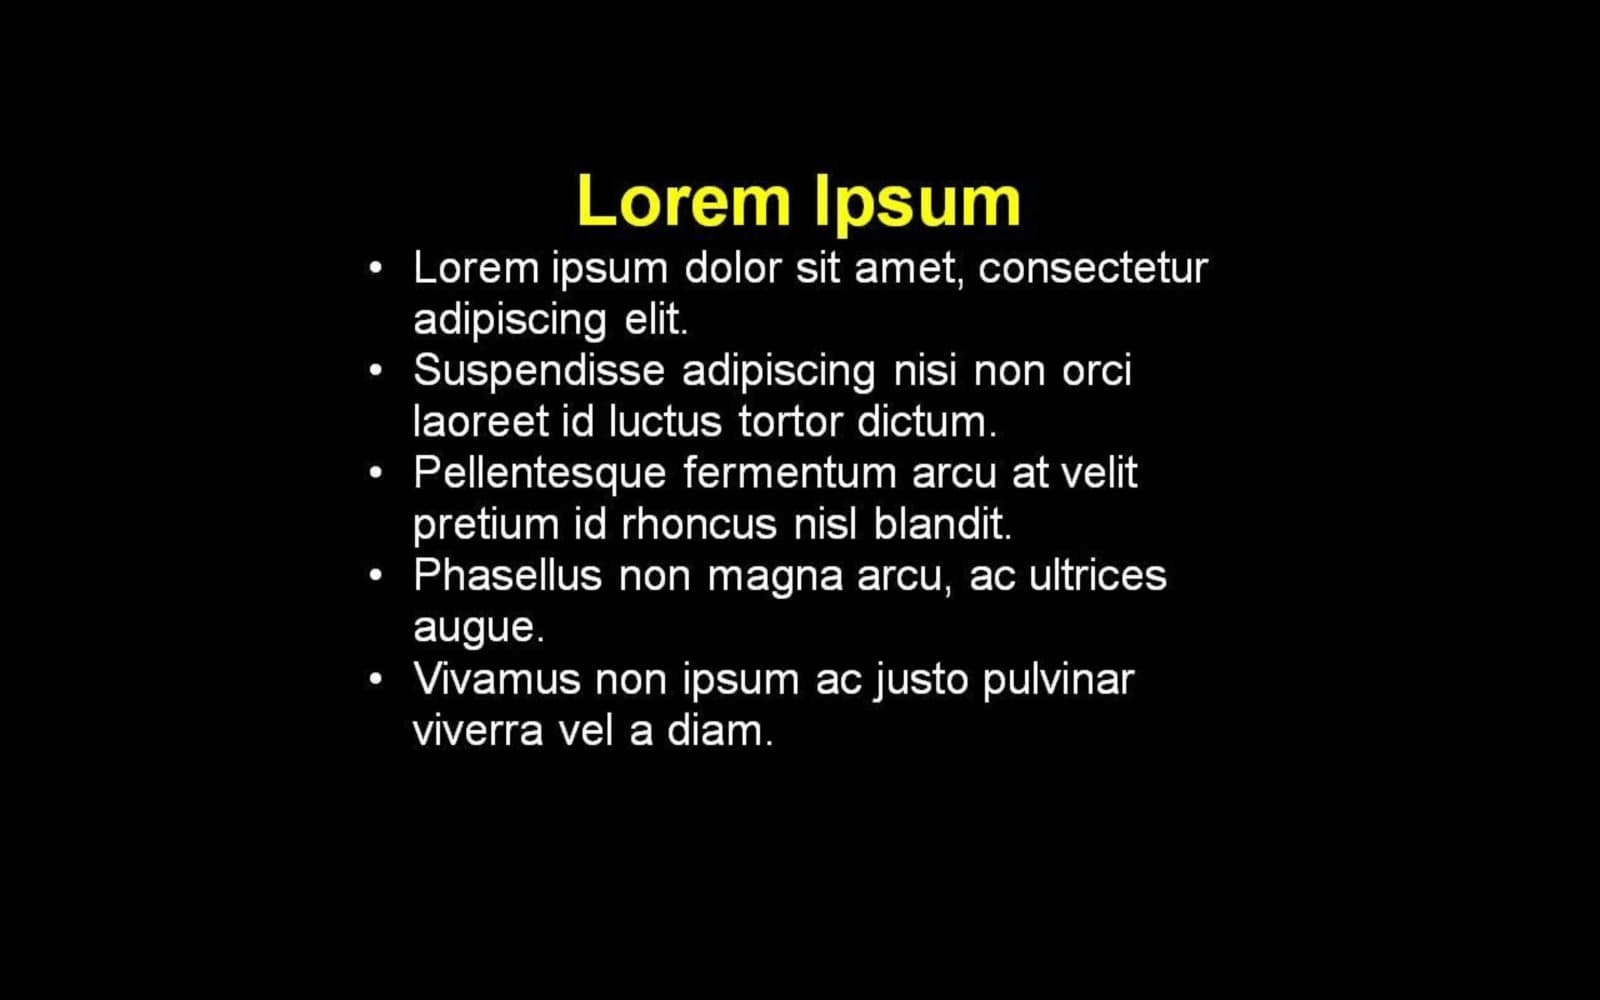 Lorem Ipsum
• Lorem ipsum dolor sit amet, consectetur
adipiscing elit.
• Suspendisse adipiscing nisi non orci
laoreet id luctus tortor dictum.
• Pellentesque fermentum arcu at velit
pretium id rhoncus nisl blandit.
• Phasellus non magna arcu, ac ultrices
augue.
• Vivamus non ipsum ac justo pulvinar
viverra vel a diam.